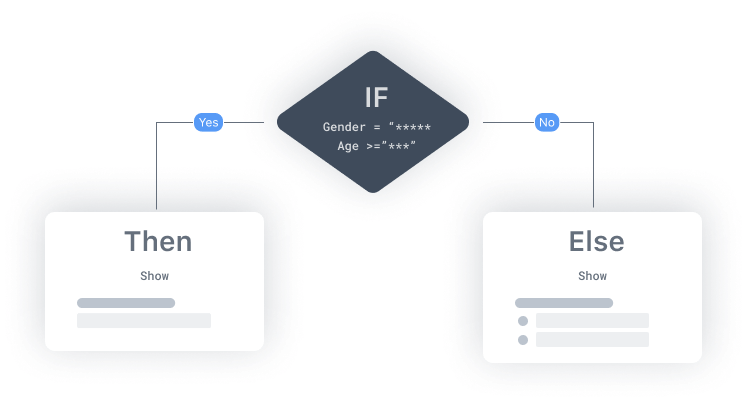 IF
Gender = “*****
Age >=”***”
Yes
No
Then
Show
Else
Show